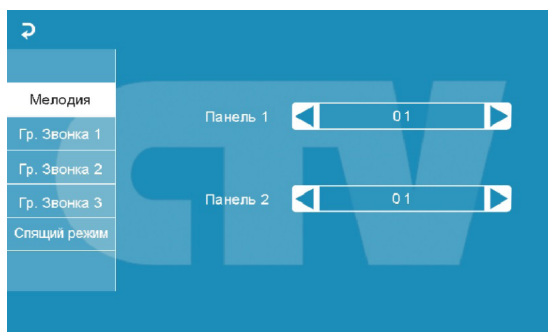 Мелодия
Гр. Звонка 1
Гр. Звонка 2
Гр. Звонка 3
Спящий режим
Панель 1 01
Панель 2 01
CTV